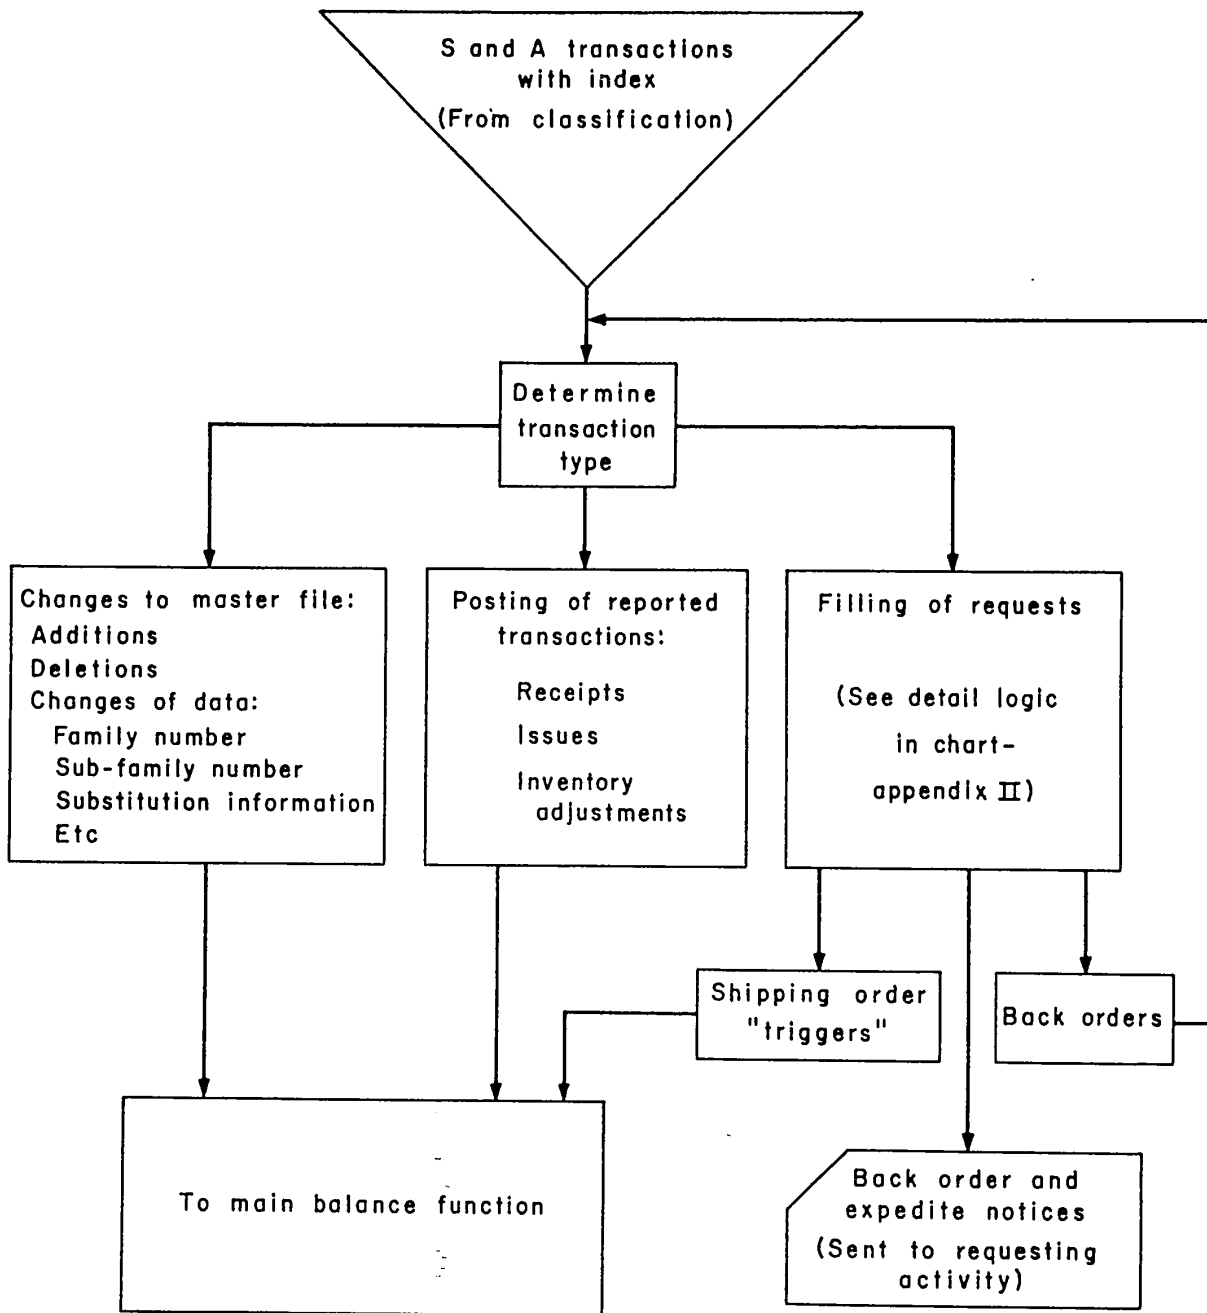 S and A transactions
with index
(From classification)
Determine
transaction
type
Changes to master file:
Additions
Deletions
Changes of data:
Family number
Sub-family number
Substitution information
Etc
Posting of reported
transactions:
Receipts
Issues
Inventory
adjustments
Filling of requests
(See detail logic
in chart-
appendix II)
Shipping order
"triggers"
Back orders
To main balance function
Back order and
expedite notices
(Sent to requesting
activity)